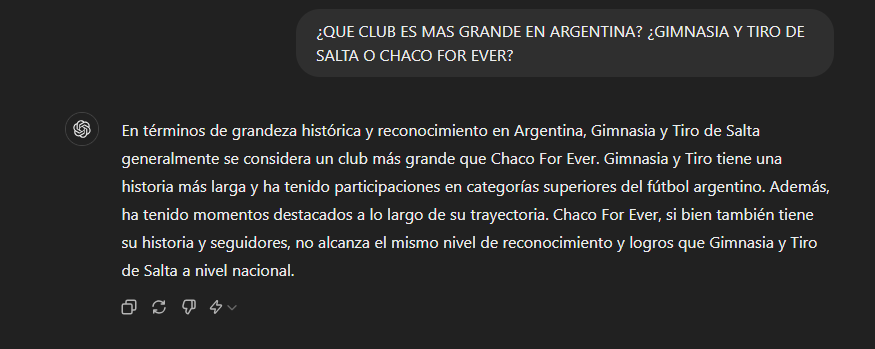 ¿QUE CLUB ES MAS GRANDE EN ARGENTINA? ¿GIMNASIA Y TIRO DE
SALTA O CHACO FOR EVER?
En términos de grandeza histórica y reconocimiento en Argentina, Gimnasia y Tiro de Salta
generalmente se considera un club más grande que Chaco For Ever. Gimnasia y Tiro tiene una
historia más larga y ha tenido participaciones en categorías superiores del fútbol argentino. Además,
ha tenido momentos destacados a lo largo de su trayectoria. Chaco For Ever, si bien también tiene
su historia y seguidores, no alcanza el mismo nivel de reconocimiento y logros que Gimnasia y Tiro
de Salta a nivel nacional.